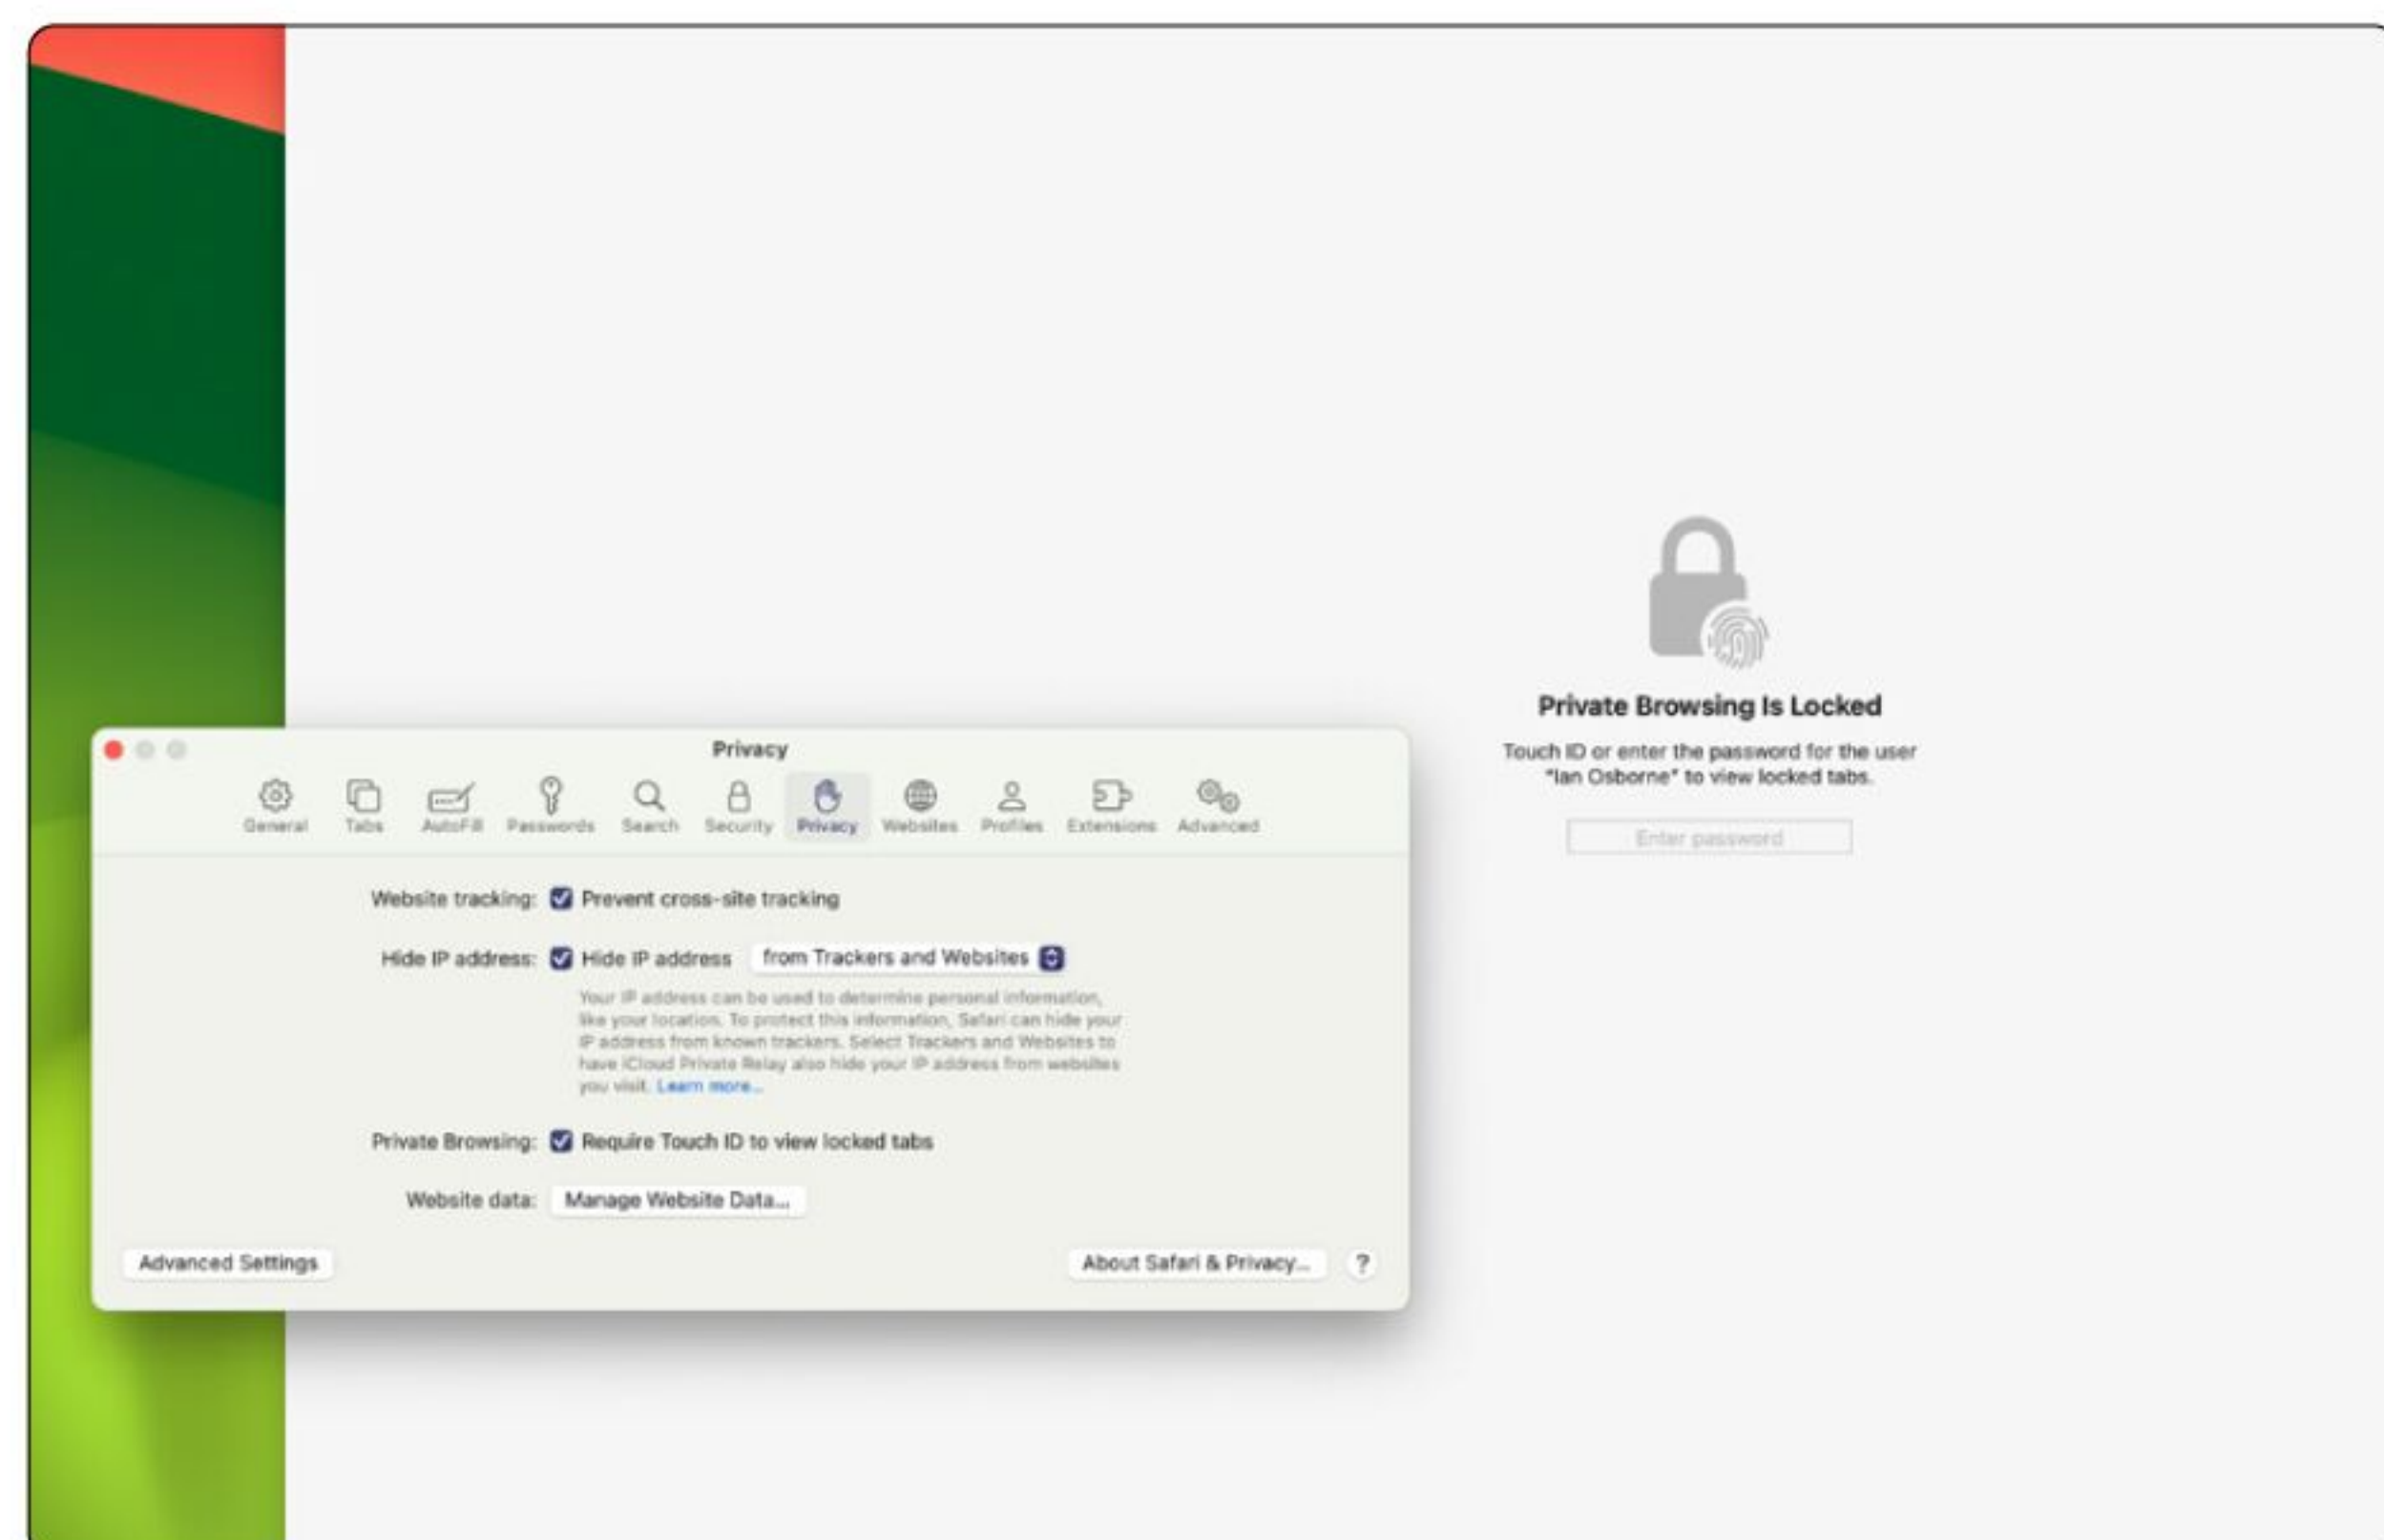 Private Browsing Is Locked
Touch ID or enter the password for the user
"Ian Osborne" to view locked tabs.
Enter password
Privacy
General Tabs AutoFill Passwords Search Security Privacy Websites Profiles Extensions Advanced
Website tracking: Prevent cross-site tracking
Hide IP address: Hide IP address from Trackers and Websites
Your IP address can be used to determine personal information,
like your location. To protect this information, Safari can hide your
IP address from known trackers. Select Trackers and Websites to
have iCloud Private Relay also hide your IP address from websites
you visit. Learn more...
Private Browsing: Require Touch ID to view locked tabs
Website data: Manage Website Data...
Advanced Settings About Safari & Privacy... ?